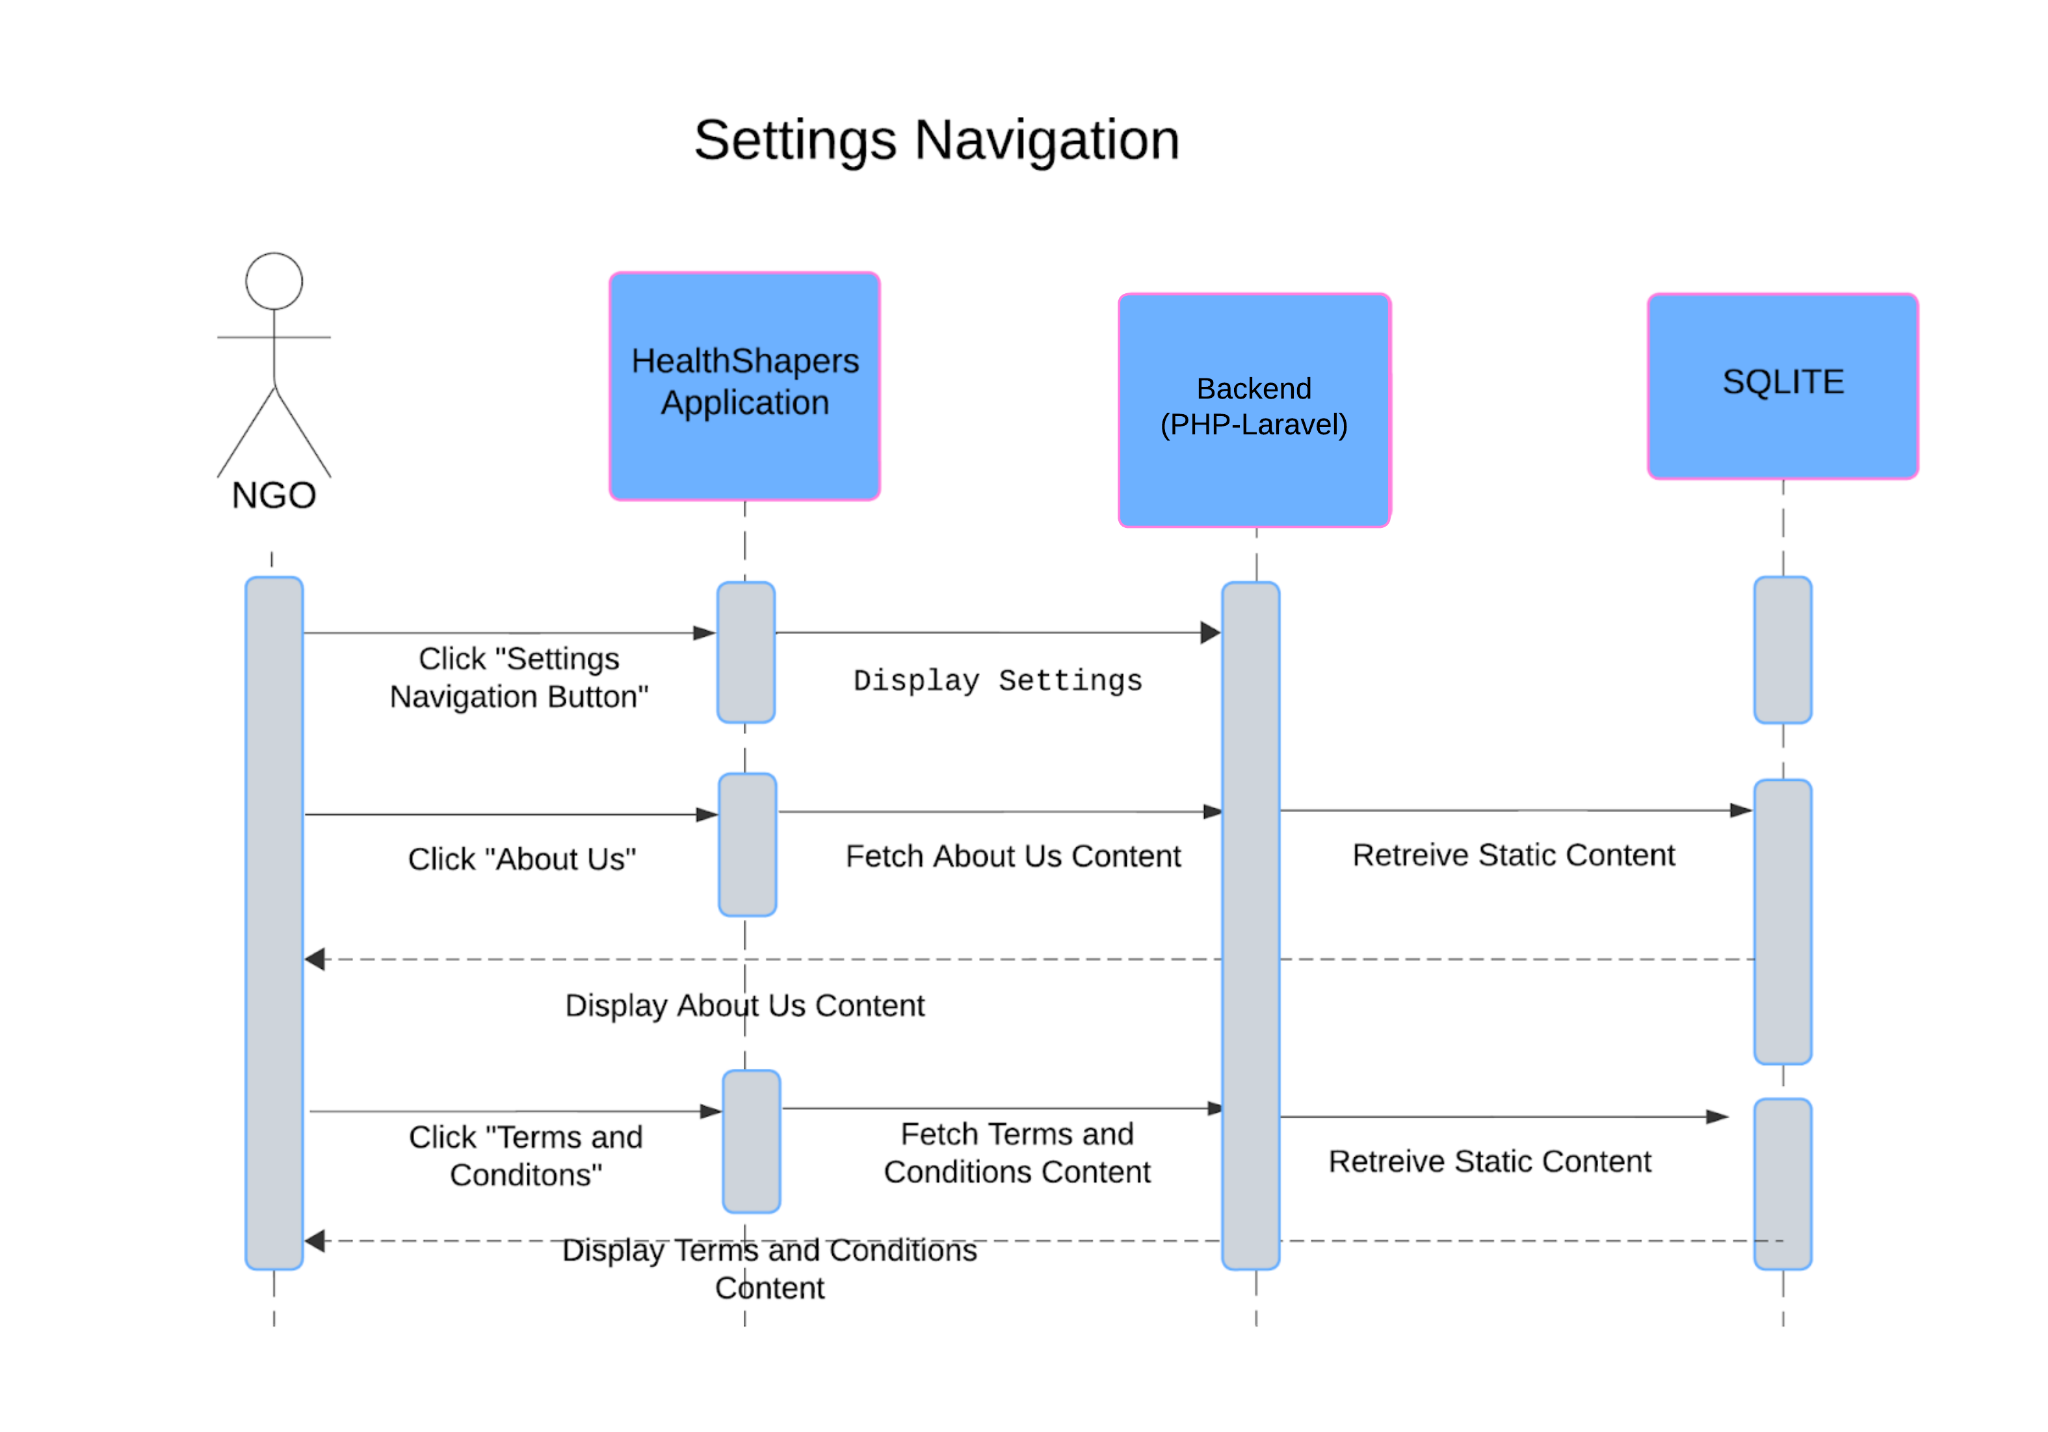 Settings Navigation
NGO
HealthShapers
Application
Backend
(PHP-Laravel)
SQLITE
Click "Settings
Navigation Button"
Display Settings
Click "About Us"
Fetch About Us Content
Retreive Static Content
Display About Us Content
Click "Terms and
Conditons"
Fetch Terms and
Conditions Content
Retreive Static Content
Display Terms and Conditions
Content